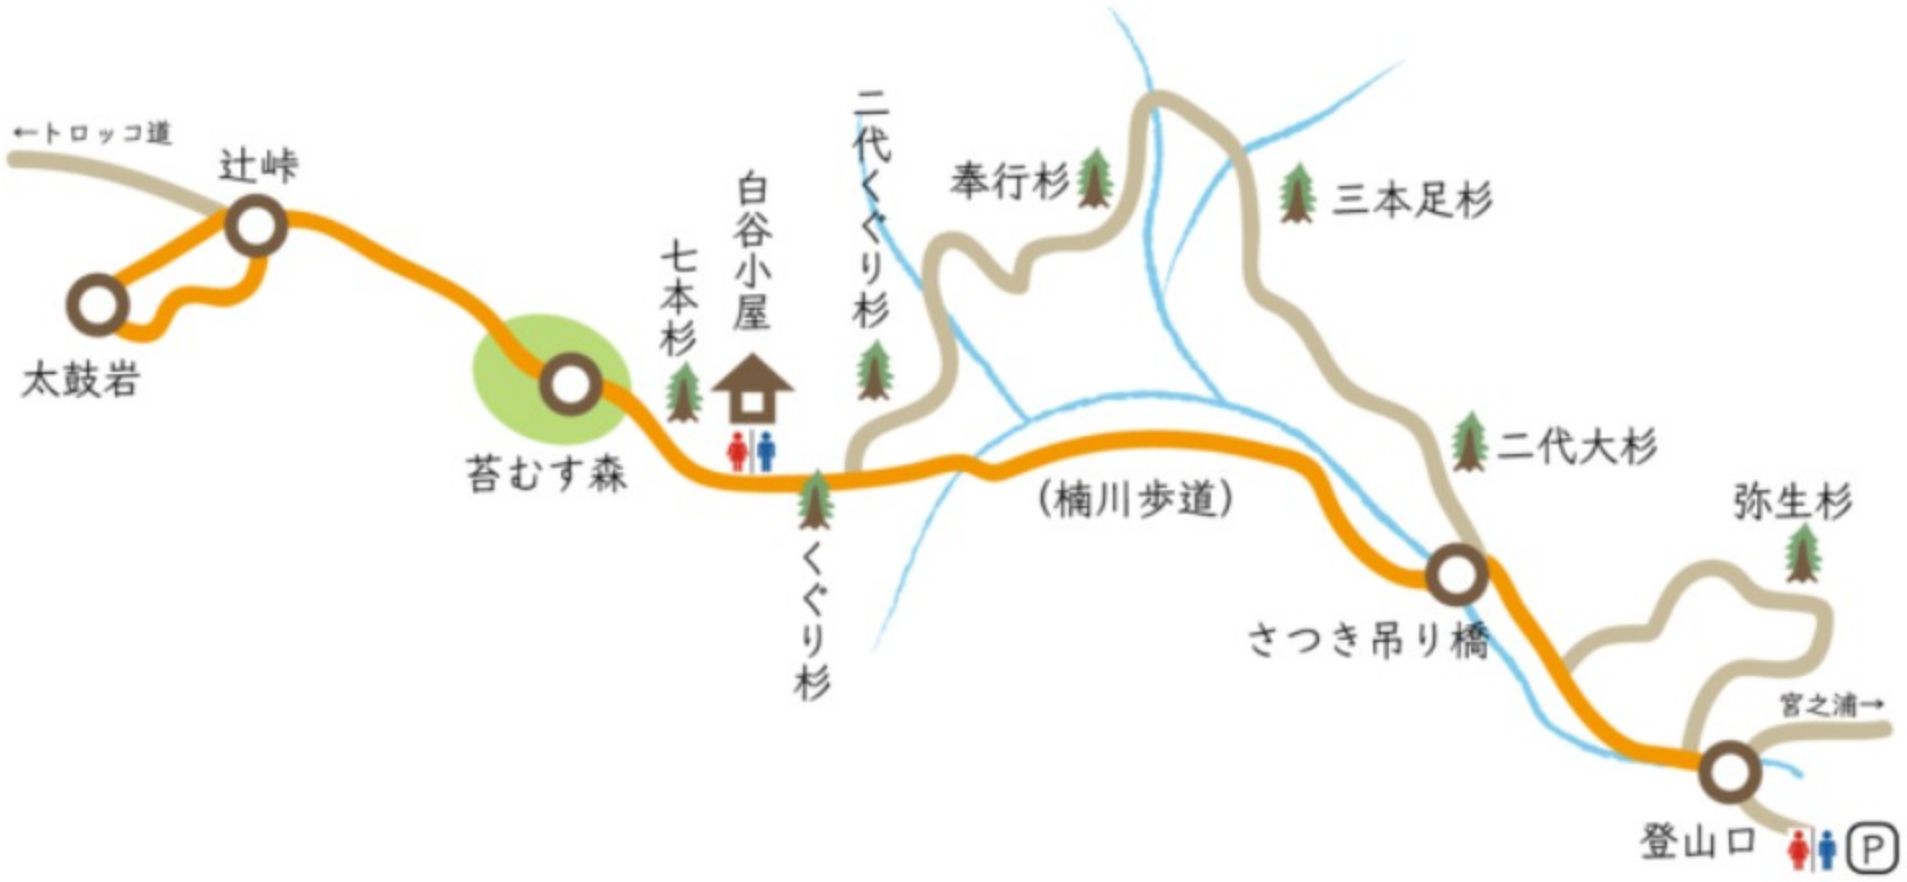 ←トロッコ道
辻峠
太鼓岩
苔むす森
七本杉
白谷小屋
二代くぐり杉
くぐり杉
奉行杉
三本足杉
(楠川歩道)
二代大杉
さつき吊り橋
弥生杉
宮之浦→
登山口
P